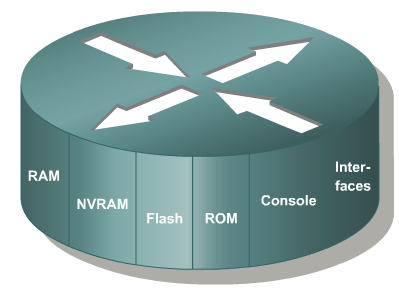 RAM
NVRAM
Flash
ROM
Console
Inter-
faces